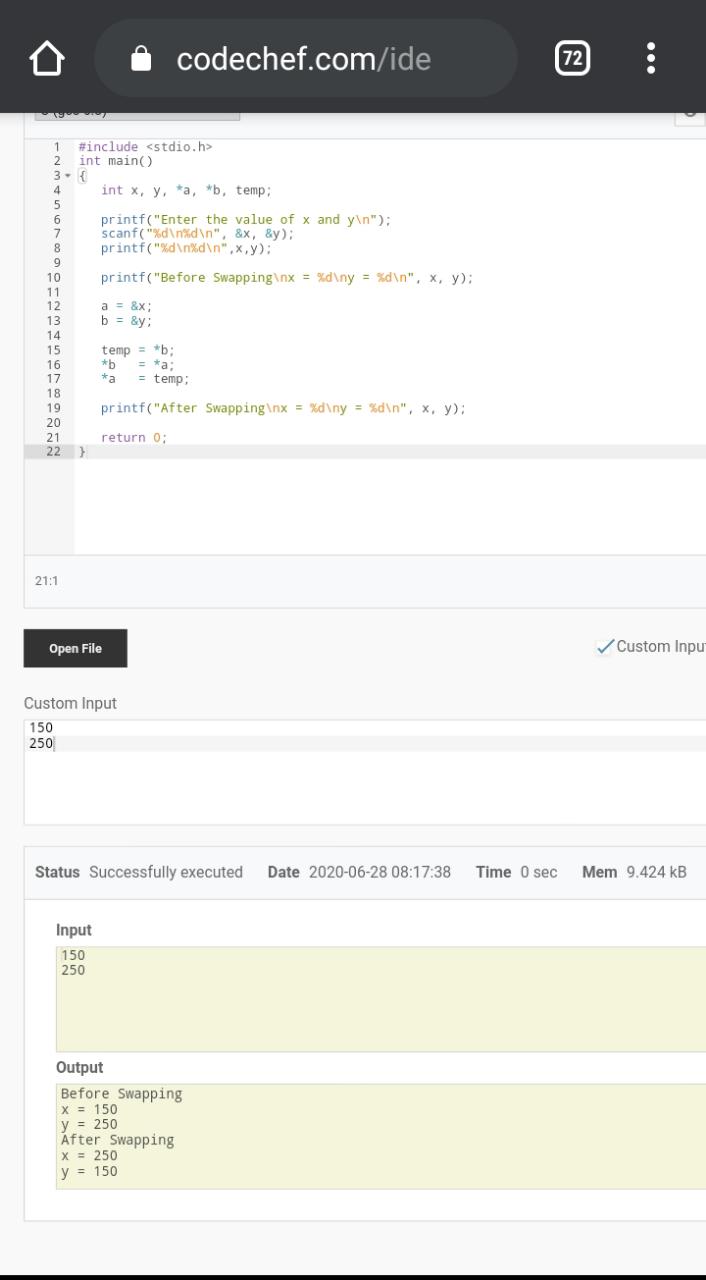 codechef.com/ide
72
1 #include <stdio.h>
2 int main()
3 {
4 int x, y, *a, *b, temp;
5
6 printf("Enter the value of x and y\n");
7 scanf("%d\n%d\n", &x, &y);
8 printf("%d\n%d\n",x,y);
9
10 printf("Before Swapping\nx = %d\ny = %d\n", x, y);
11
12 a = &x;
13 b = &y;
14
15 temp = *b;
16 *b   = *a;
17 *a   = temp;
18
19 printf("After Swapping\nx = %d\ny = %d\n", x, y);
20
21 return 0;
22 }
21:1
Open File
Custom Inpu
Custom Input
150
250
Status Successfully executed Date 2020-06-28 08:17:38 Time 0 sec Mem 9.424 kB
Input
150
250
Output
Before Swapping
x = 150
y = 250
After Swapping
x = 250
y = 150